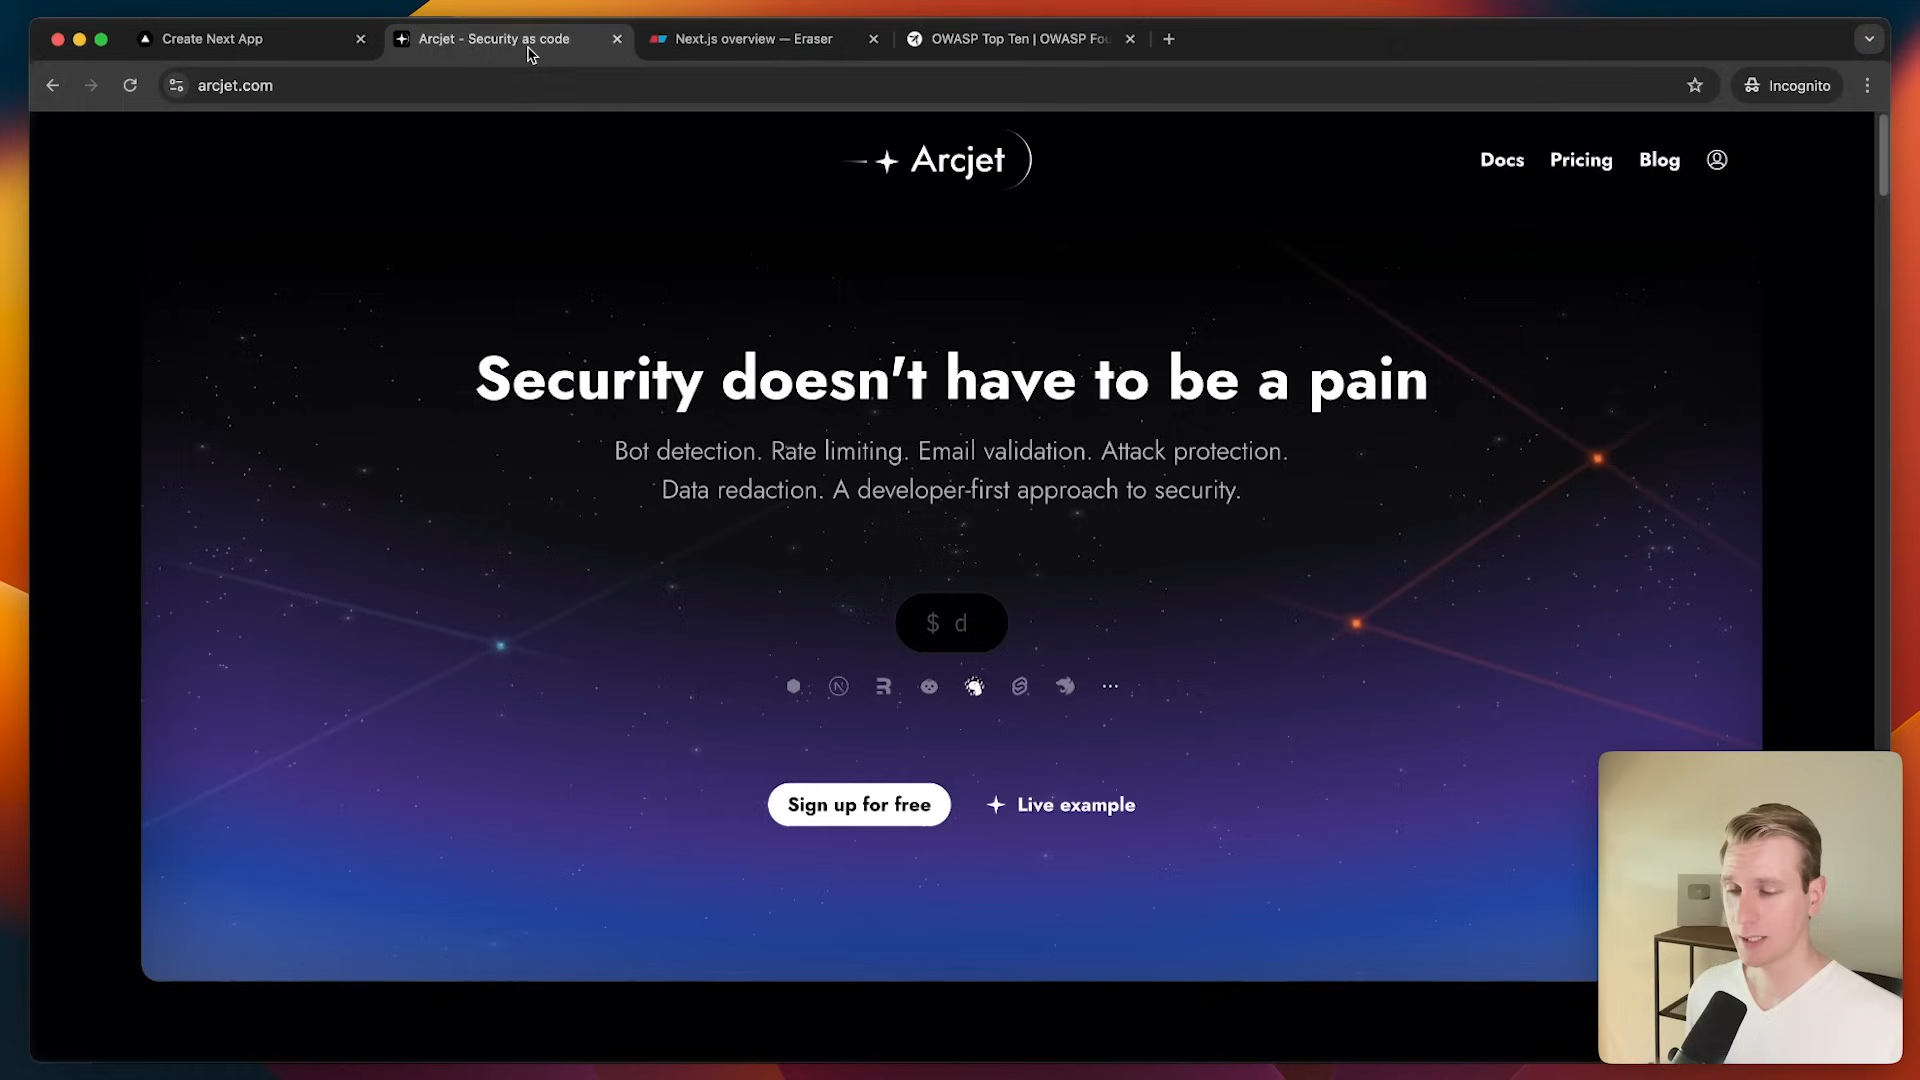 Create Next App
Arcjet - Security as code
Next.js overview — Eraser
OWASP Top Ten | OWASP Fou
arcjet.com
Incognito
Arcjet
Docs
Pricing
Blog
Security doesn't have to be a pain
Bot detection. Rate limiting. Email validation. Attack protection.
Data redaction. A developer-first approach to security.
$ d
Sign up for free
Live example